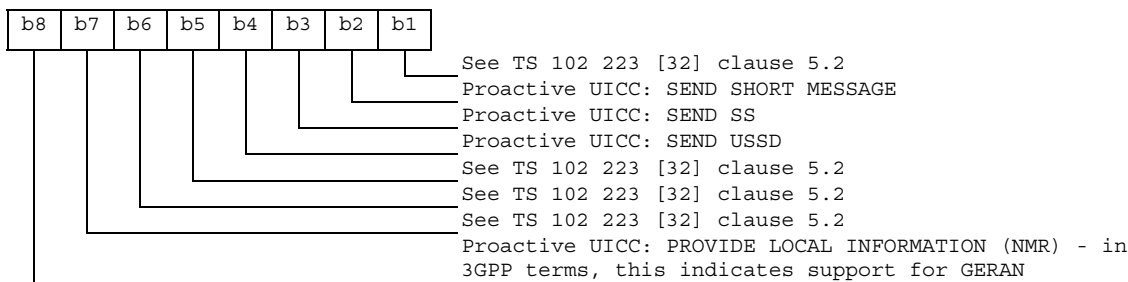 b8 b7 b6 b5 b4 b3 b2 b1
See TS 102 223 [32] clause 5.2
Proactive UICC: SEND SHORT MESSAGE
Proactive UICC: SEND SS
Proactive UICC: SEND USSD
See TS 102 223 [32] clause 5.2
See TS 102 223 [32] clause 5.2
See TS 102 223 [32] clause 5.2
Proactive UICC: PROVIDE LOCAL INFORMATION (NMR) - in
3GPP terms, this indicates support for GERAN